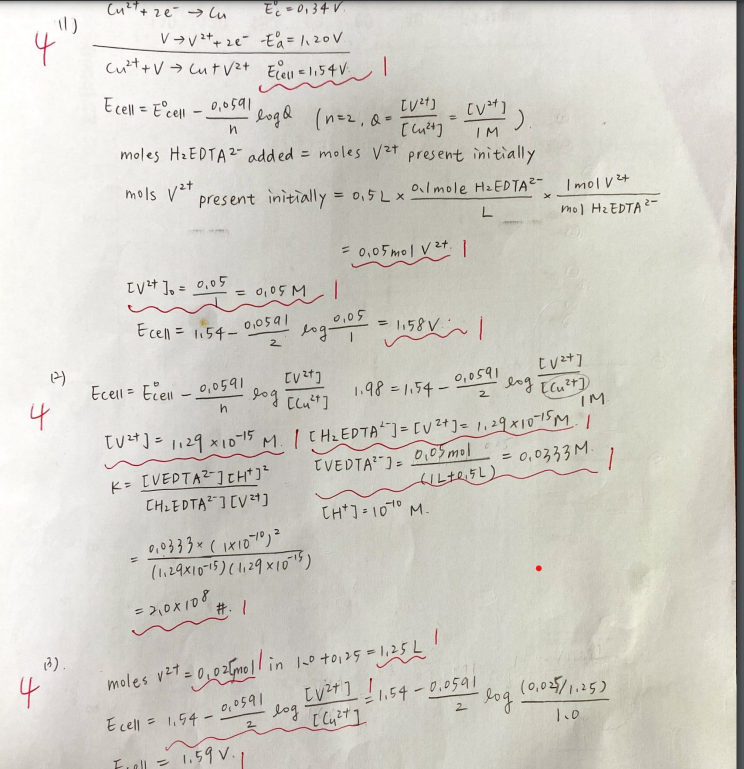 4 (1) Cu²⁺ + 2e⁻ → Cu E°c = 0,34 V.
V → V²⁺ + 2e⁻ -E°a = 1,20 V
Cu²⁺ + V → Cu + V²⁺ E°cell = 1,54 V. 1
Ecell = E°cell - 0,0591/n log Q (n=2, Q = [V²⁺]/[Cu²⁺] = [V²⁺]/1M).
moles H₂EDTA²⁻ added = moles V²⁺ present initially
mols V²⁺ present initially = 0,5 L × 0,1 mole H₂EDTA²⁻/L × 1 mol V²⁺/mol H₂EDTA²⁻
= 0,05 mol V²⁺. 1
[V²⁺]₀ = 0,05/1 = 0,05 M 1
Ecell = 1,54 - 0,0591/2 log 0,05/1 = 1,58 V. 1
4 (2) Ecell = E°cell - 0,0591/n log [V²⁺]/[Cu²⁺] 1,98 = 1,54 - 0,0591/2 log [V²⁺]/[Cu²⁺]
1M
[V²⁺] = 1,29 × 10⁻¹⁵ M. 1 [H₂EDTA²⁻] = [V²⁺] = 1,29 × 10⁻¹⁵ M. 1
K = [VEDTA²⁻][H⁺]²/[H₂EDTA²⁻][V²⁺] [VEDTA²⁻] = 0,05 mol/(1L+0,5L) = 0,0333 M. 1
[H⁺] = 10⁻¹⁰ M.
= 0,0333 × (1×10⁻¹⁰)²/(1,29×10⁻¹⁵)(1,29×10⁻¹⁵)
= 2,0 × 10⁸ #. 1
4 (3). moles V²⁺ = 0,025mol 1 in 1.0 + 0,25 = 1,25 L 1
Ecell = 1,54 - 0,0591/2 log [V²⁺]/[Cu²⁺] 1 = 1,54 - 0,0591/2 log (0,025/1,25)/1.0
Ecell = 1,59 V. 1